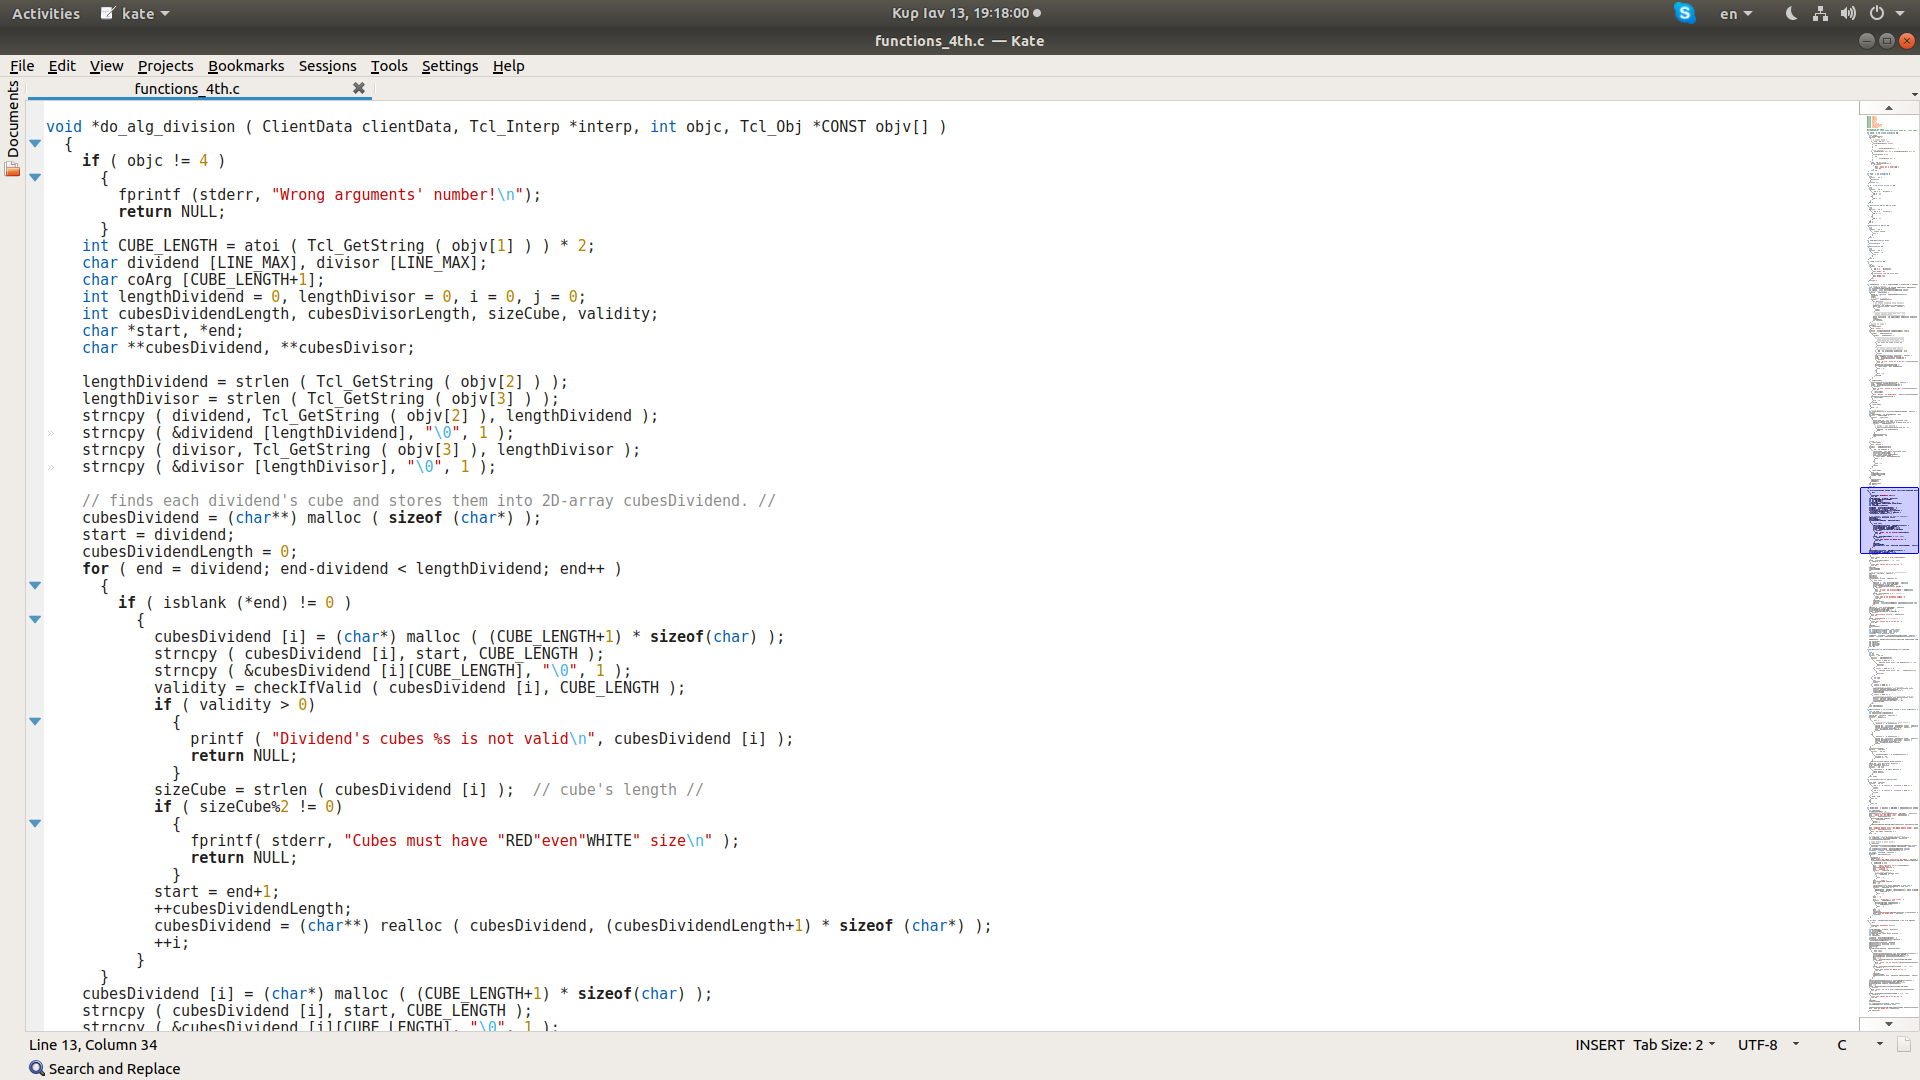 Activities kate Κυρ Ιαν 13, 19:18:00 en
functions_4th.c — Kate
File Edit View Projects Bookmarks Sessions Tools Settings Help
functions_4th.c
Documents
void *do_alg_division ( ClientData clientData, Tcl_Interp *interp, int objc, Tcl_Obj *CONST objv[] )
{
if ( objc != 4 )
{
fprintf (stderr, "Wrong arguments' number!\n");
return NULL;
}
int CUBE_LENGTH = atoi ( Tcl_GetString ( objv[1] ) ) * 2;
char dividend [LINE_MAX], divisor [LINE_MAX];
char coArg [CUBE_LENGTH+1];
int lengthDividend = 0, lengthDivisor = 0, i = 0, j = 0;
int cubesDividendLength, cubesDivisorLength, sizeCube, validity;
char *start, *end;
char **cubesDividend, **cubesDivisor;
lengthDividend = strlen ( Tcl_GetString ( objv[2] ) );
lengthDivisor = strlen ( Tcl_GetString ( objv[3] ) );
strncpy ( dividend, Tcl_GetString ( objv[2] ), lengthDividend );
» strncpy ( &dividend [lengthDividend], "\0", 1 );
strncpy ( divisor, Tcl_GetString ( objv[3] ), lengthDivisor );
» strncpy ( &divisor [lengthDivisor], "\0", 1 );
// finds each dividend's cube and stores them into 2D-array cubesDividend. //
cubesDividend = (char**) malloc ( sizeof (char*) );
start = dividend;
cubesDividendLength = 0;
for ( end = dividend; end-dividend < lengthDividend; end++ )
{
if ( isblank (*end) != 0 )
{
cubesDividend [i] = (char*) malloc ( (CUBE_LENGTH+1) * sizeof(char) );
strncpy ( cubesDividend [i], start, CUBE_LENGTH );
strncpy ( &cubesDividend [i][CUBE_LENGTH], "\0", 1 );
validity = checkIfValid ( cubesDividend [i], CUBE_LENGTH );
if ( validity > 0)
{
printf ( "Dividend's cubes %s is not valid\n", cubesDividend [i] );
return NULL;
}
sizeCube = strlen ( cubesDividend [i] );  // cube's length //
if ( sizeCube%2 != 0)
{
fprintf( stderr, "Cubes must have "RED"even"WHITE" size\n" );
return NULL;
}
start = end+1;
++cubesDividendLength;
cubesDividend = (char**) realloc ( cubesDividend, (cubesDividendLength+1) * sizeof (char*) );
++i;
}
}
cubesDividend [i] = (char*) malloc ( (CUBE_LENGTH+1) * sizeof(char) );
strncpy ( cubesDividend [i], start, CUBE_LENGTH );
strncpy ( &cubesDividend [i][CUBE_LENGTH], "\0", 1 );
Line 13, Column 34 INSERT Tab Size: 2 UTF-8 C
Search and Replace